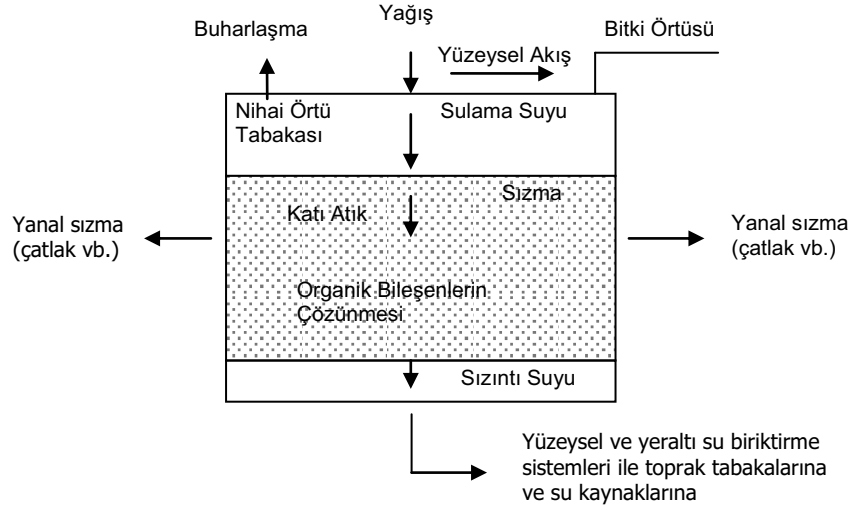 Yağış
Bitki Örtüsü
Buharlaşma
Yüzeysel Akış
Nihai Örtü
Tabakası
Sulama Suyu
Sızma
Katı Atık
Yanal sızma
(çatlak vb.)
Yanal sızma
(çatlak vb.)
Organik Bileşenlerin
Çözünmesi
Sızıntı Suyu
Yüzeysel ve yeraltı su biriktirme
sistemleri ile toprak tabakalarına
ve su kaynaklarına